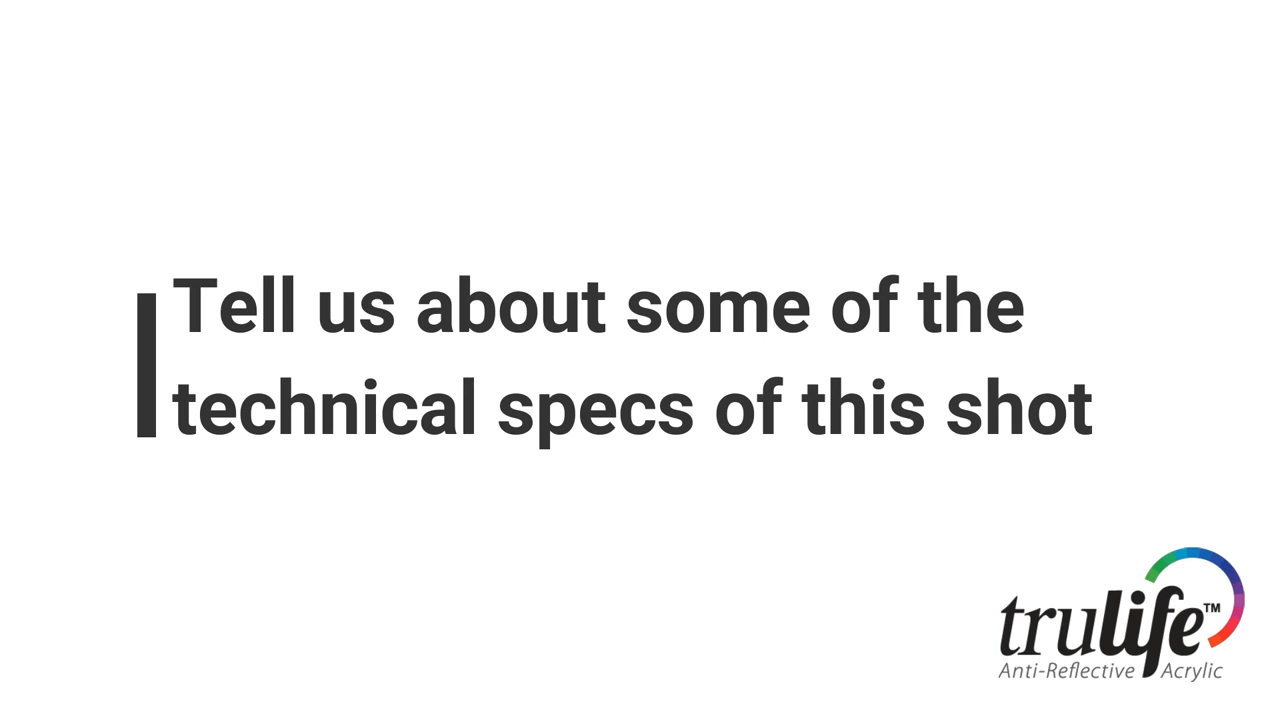 Tell us about some of the
technical specs of this shot
trulife™
Anti-Reflective Acrylic